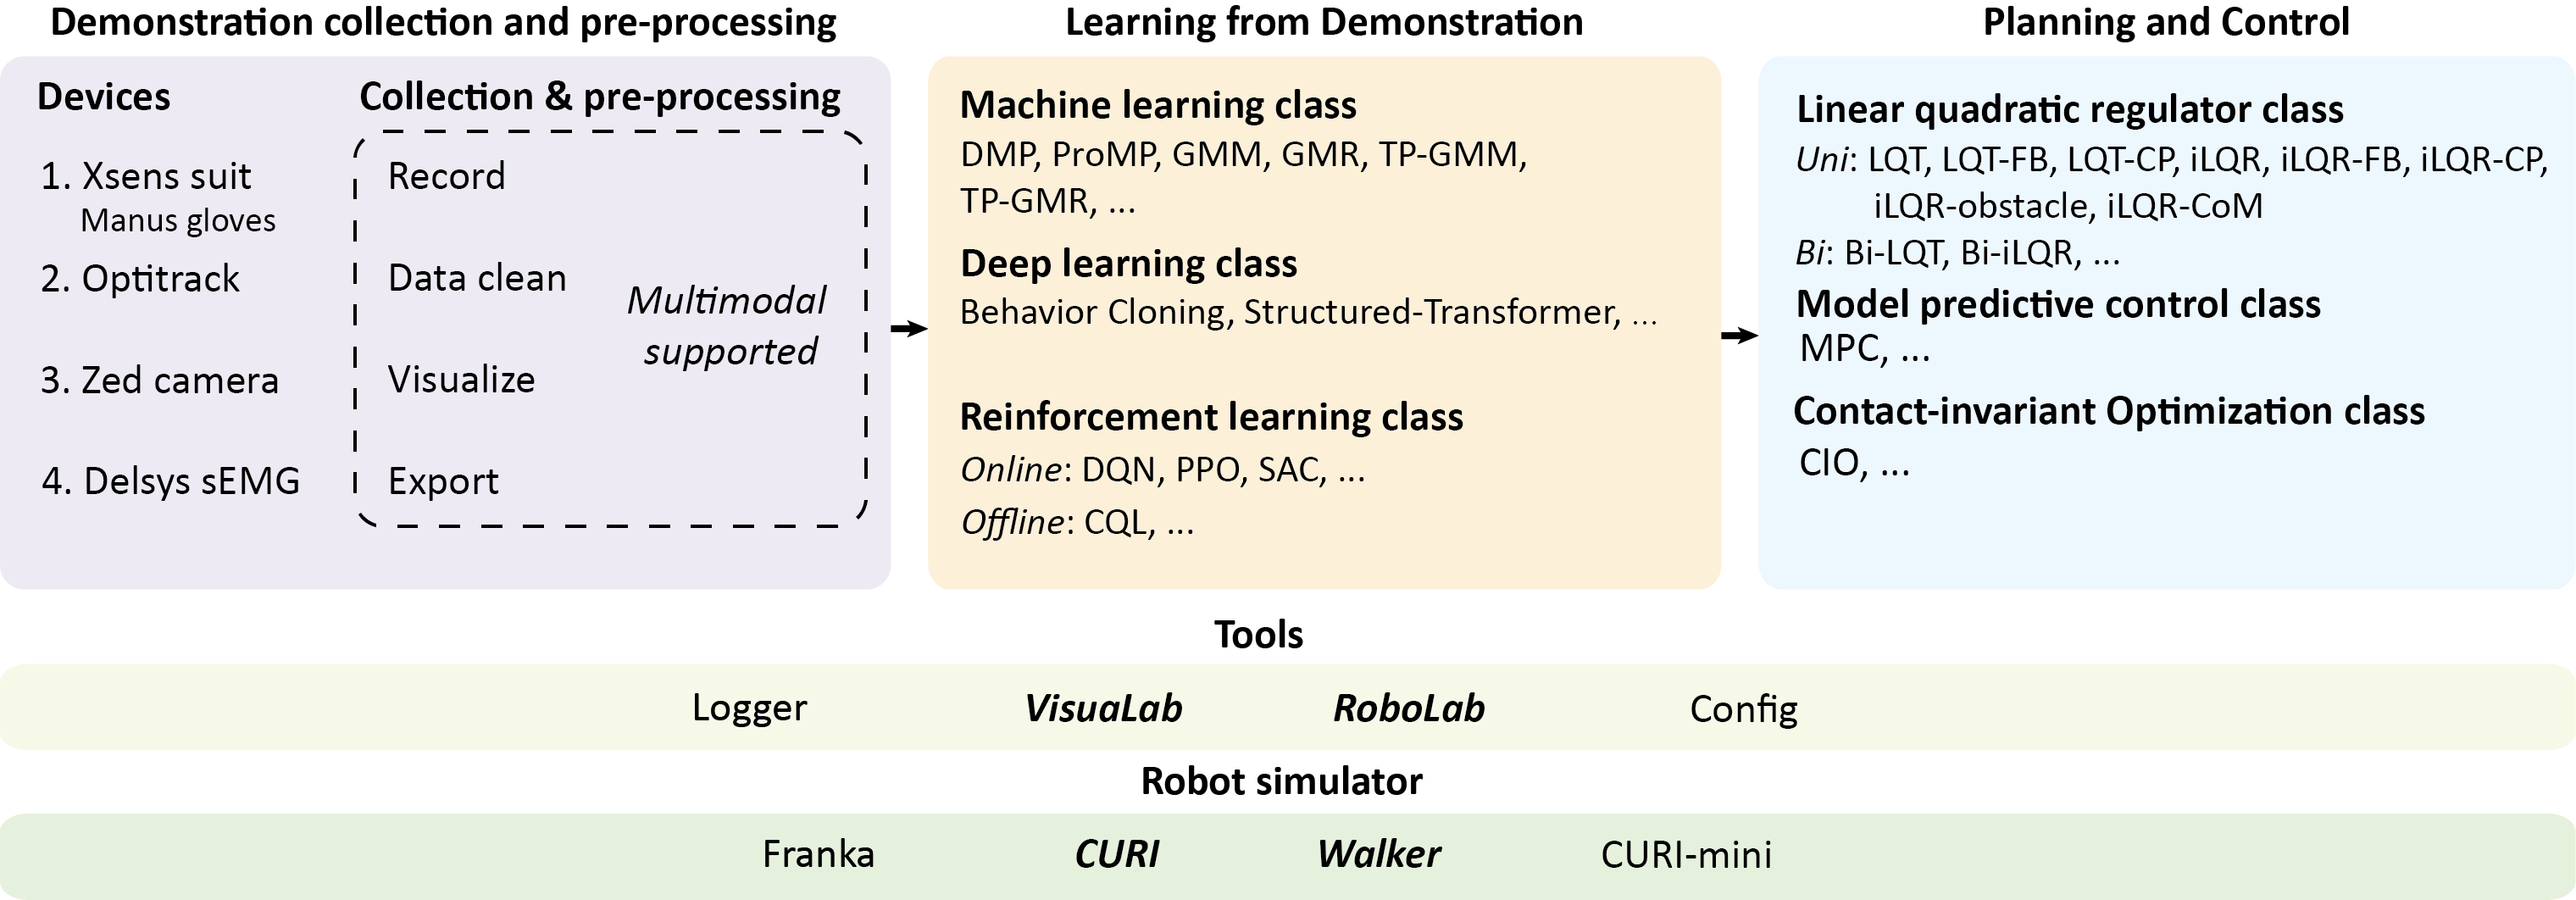 Demonstration collection and pre-processing
Devices
Collection & pre-processing
1. Xsens suit
Manus gloves
2. Optitrack
3. Zed camera
4. Delsys sEMG
Record
Data clean
Visualize
Export
Multimodal
supported
Learning from Demonstration
Machine learning class
DMP, ProMP, GMM, GMR, TP-GMM,
TP-GMR, ...
Deep learning class
Behavior Cloning, Structured-Transformer, ...
Reinforcement learning class
Online: DQN, PPO, SAC, ...
Offline: CQL, ...
Planning and Control
Linear quadratic regulator class
Uni: LQT, LQT-FB, LQT-CP, iLQR, iLQR-FB, iLQR-CP,
iLQR-obstacle, iLQR-CoM
Bi: Bi-LQT, Bi-iLQR, ...
Model predictive control class
MPC, ...
Contact-invariant Optimization class
CIO, ...
Tools
Logger VisuaLab RoboLab Config
Robot simulator
Franka CURI Walker CURI-mini